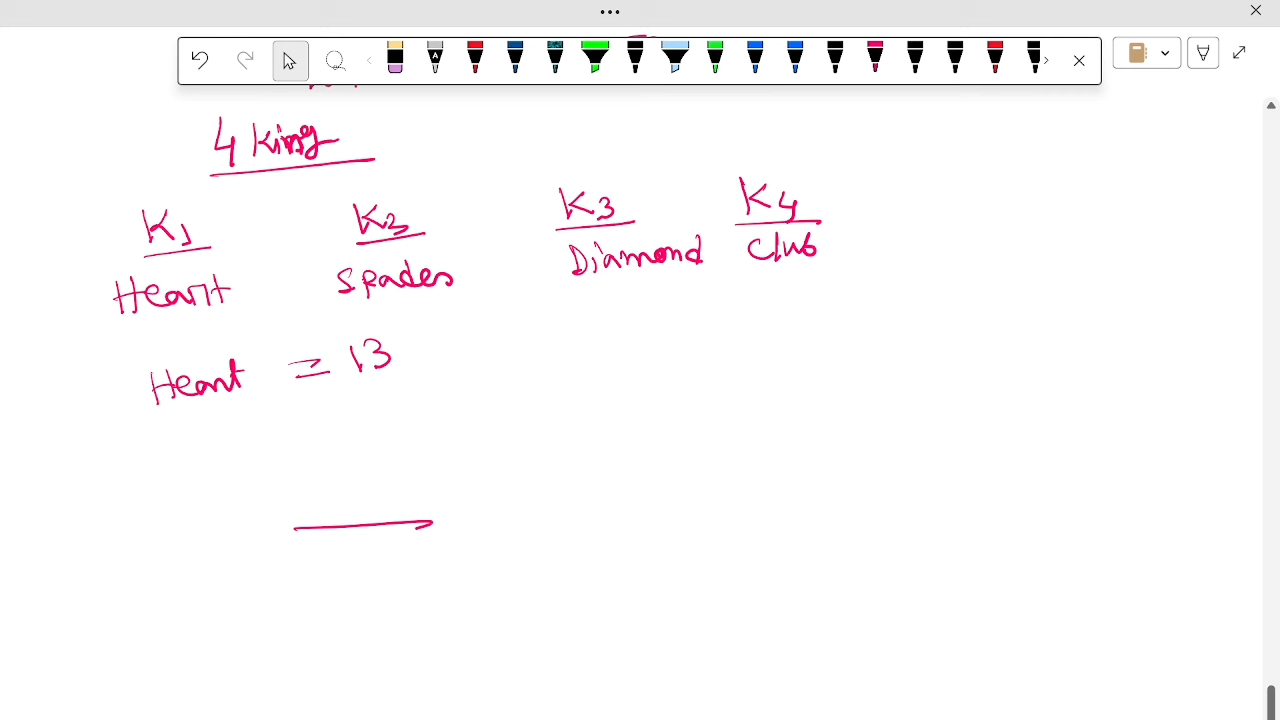 4 King
K1 K2 K3 K4
Heart Spades Diamond Club
Heart = 13